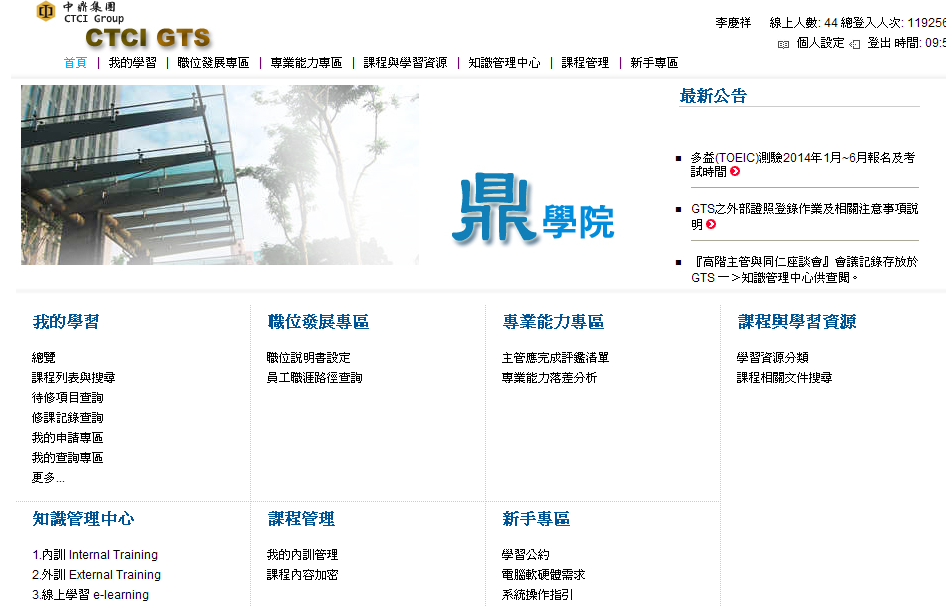 中鼎集團
CTCI Group
CTCI GTS
李慶祥 線上人數: 44 總登入人次: 119256
個人設定 登出 時間: 09:5
首頁 | 我的學習 | 職位發展專區 | 專業能力專區 | 課程與學習資源 | 知識管理中心 | 課程管理 | 新手專區
鼎學院
最新公告
多益(TOEIC)測驗2014年1月~6月報名及考
試時間
GTS之外部證照登錄作業及相關注意事項說
明
『高階主管與同仁座談會』會議記錄存放於
GTS —>知識管理中心供查閱。
我的學習
總覽
課程列表與搜尋
待修項目查詢
修課記錄查詢
我的申請專區
我的查詢專區
更多...
職位發展專區
職位說明書設定
員工職涯路徑查詢
專業能力專區
主管應完成評鑑清單
專業能力落差分析
課程與學習資源
學習資源分類
課程相關文件搜尋
知識管理中心
1.內訓 Internal Training
2.外訓 External Training
3.線上學習 e-learning
課程管理
我的內訓管理
課程內容加密
新手專區
學習公約
電腦軟硬體需求
系統操作指引